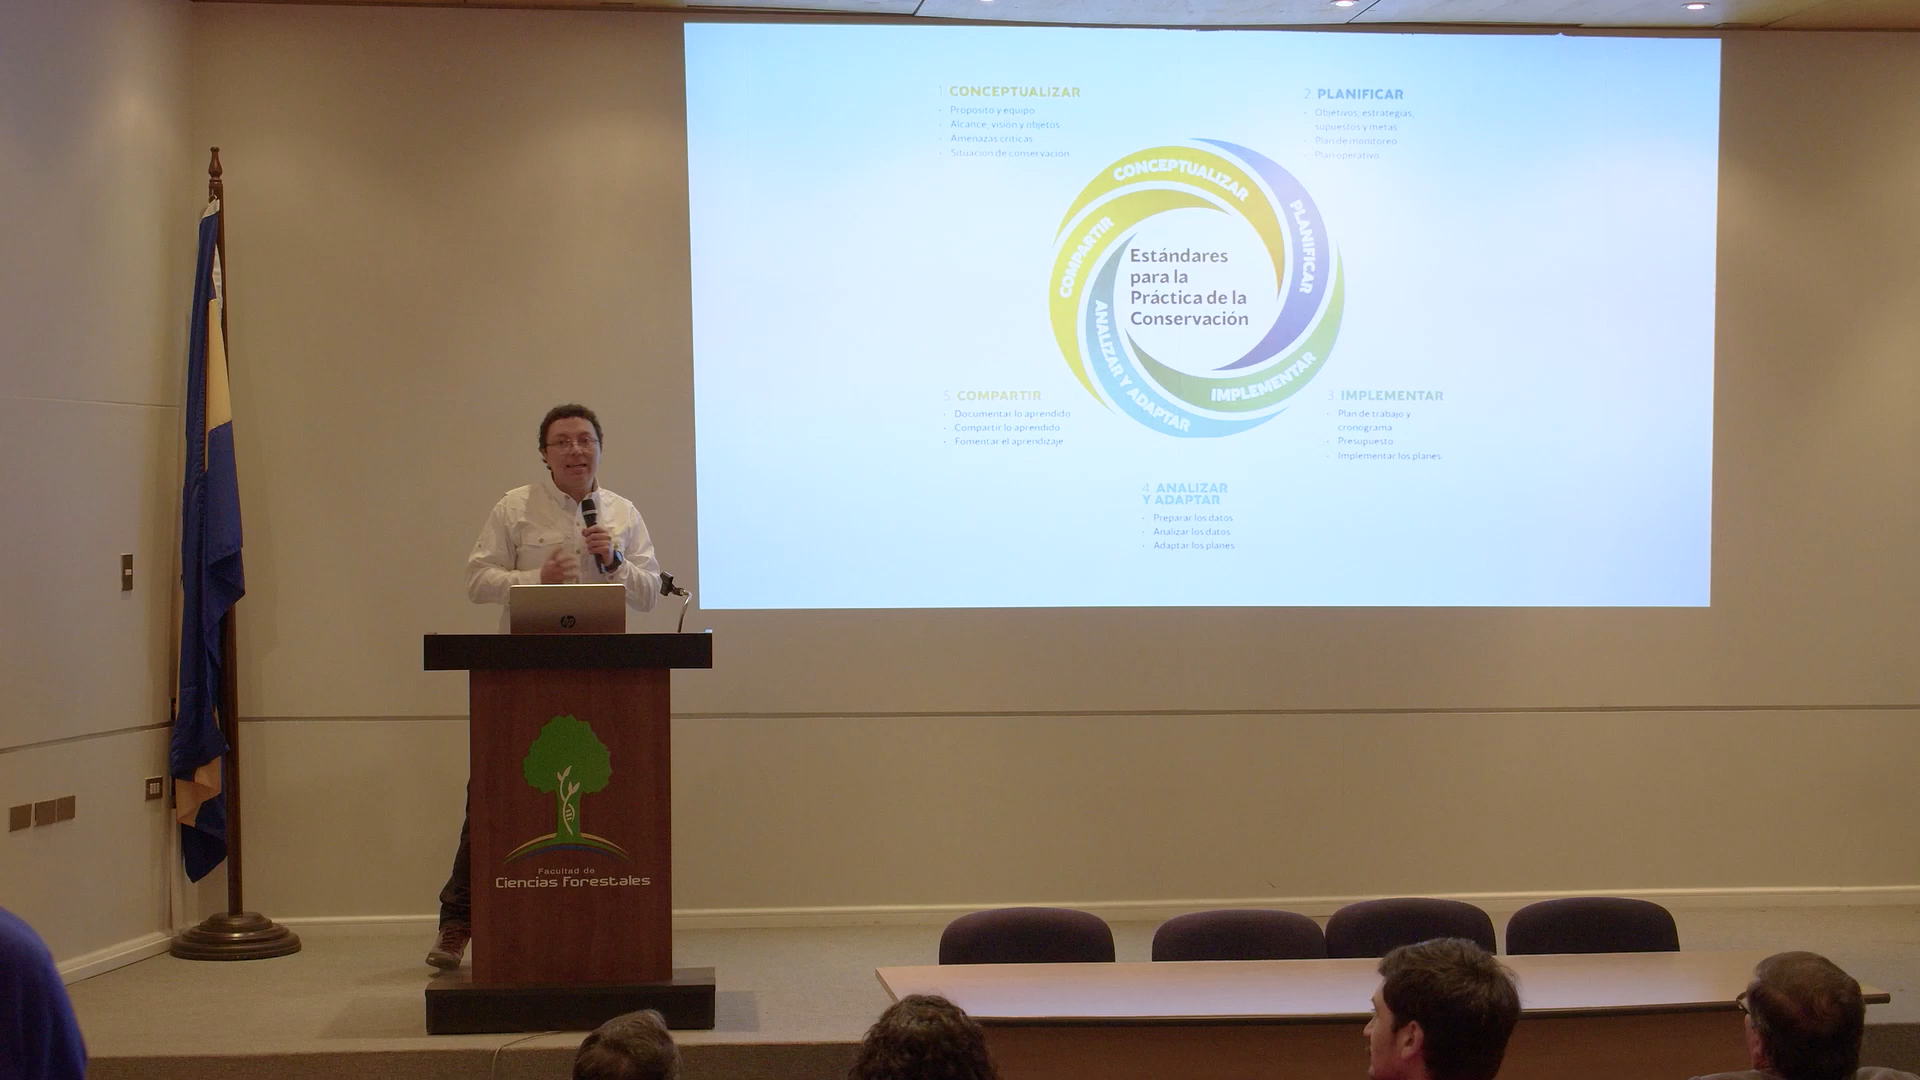 1. CONCEPTUALIZAR
- Propósito y equipo
- Alcance, visión y objetos
- Amenazas críticas
- Situación de conservación
2. PLANIFICAR
- Objetivos, estrategias,
supuestos y metas
- Plan de monitoreo
- Plan operativo
CONCEPTUALIZAR
PLANIFICAR
IMPLEMENTAR
ANALIZAR Y ADAPTAR
COMPARTIR
Estándares
para la
Práctica de la
Conservación
5. COMPARTIR
- Documentar lo aprendido
- Compartir lo aprendido
- Fomentar el aprendizaje
3. IMPLEMENTAR
- Plan de trabajo y
cronograma
- Presupuesto
- Implementar los planes
4. ANALIZAR
Y ADAPTAR
- Preparar los datos
- Analizar los datos
- Adaptar los planes
hp
Facultad de
Ciencias Forestales